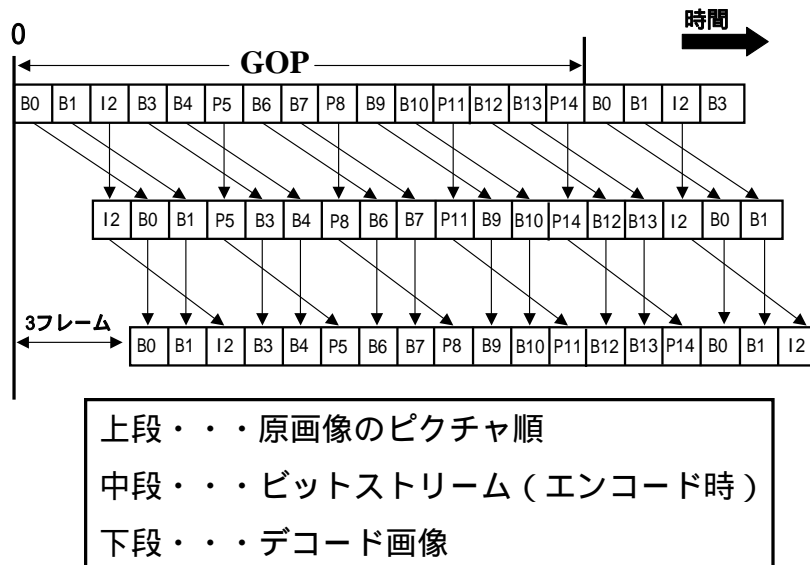 0
時間
GOP
B0 B1 I2 B3 B4 P5 B6 B7 P8 B9 B10 P11 B12 B13 P14 B0 B1 I2 B3
I2 B0 B1 P5 B3 B4 P8 B6 B7 P11 B9 B10 P14 B12 B13 I2 B0 B1
3フレーム
B0 B1 I2 B3 B4 P5 B6 B7 P8 B9 B10 P11 B12 B13 P14 B0 B1 I2
上段・・・原画像のピクチャ順
中段・・・ビットストリーム(エンコード時)
下段・・・デコード画像